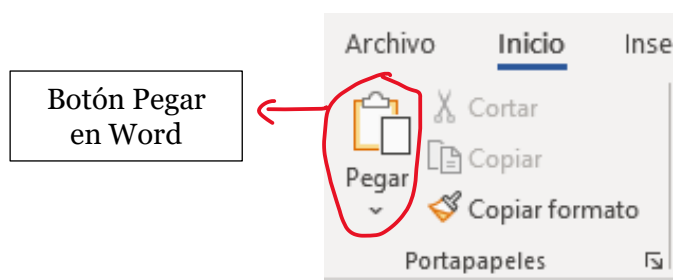 Archivo Inicio Inse
Botón Pegar
en Word
Cortar
Copiar
Pegar
Copiar formato
Portapapeles